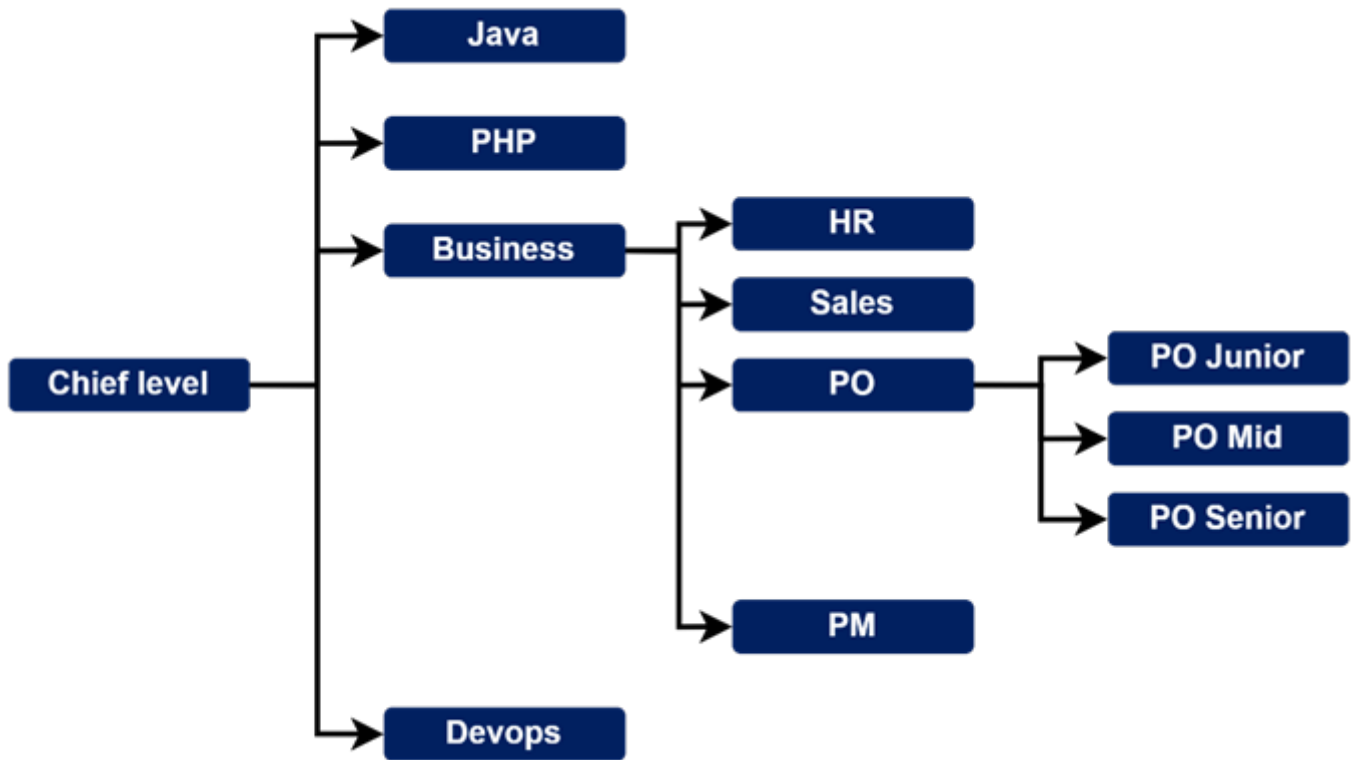 Java
PHP
Business
HR
Sales
Chief level
PO
PO Junior
PO Mid
PO Senior
PM
Devops